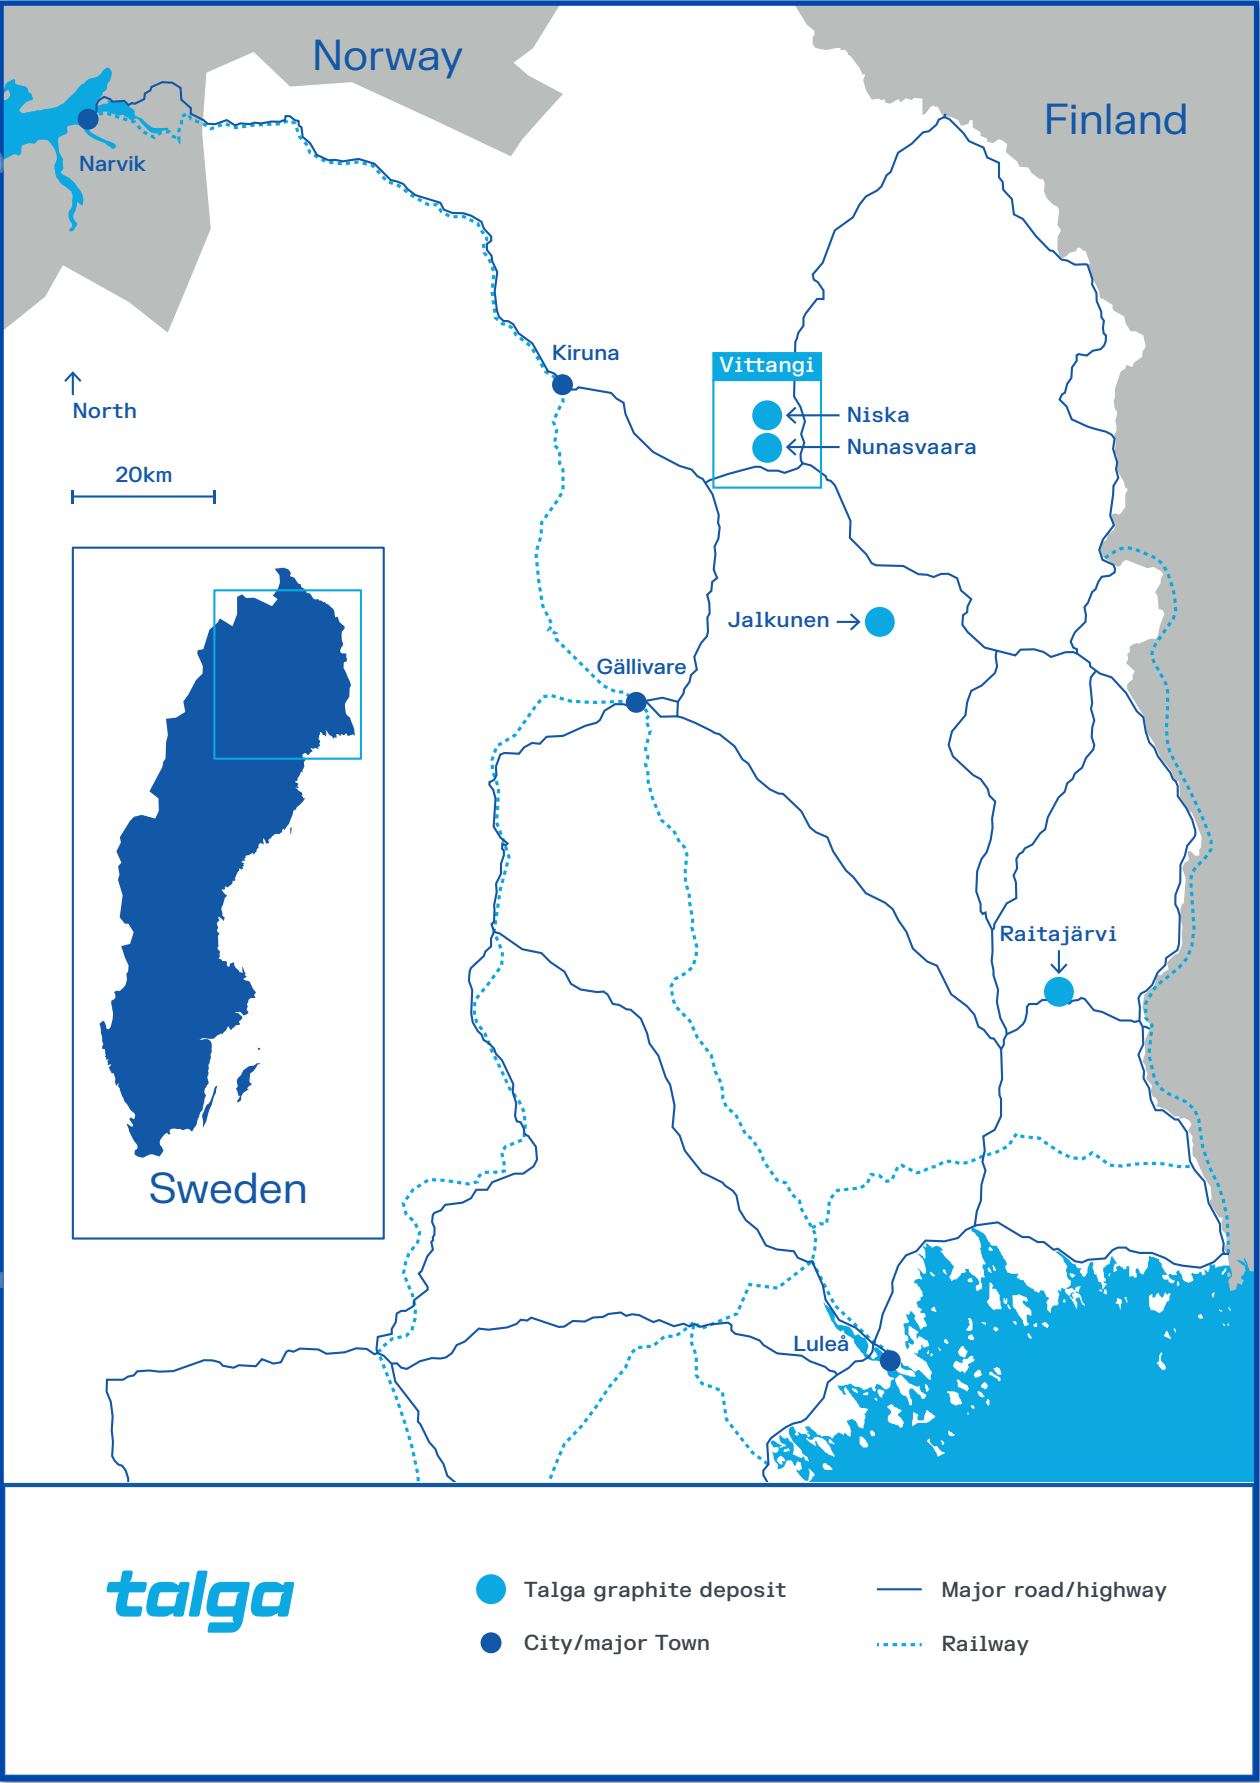 Norway
Finland
Narvik
Kiruna
Vittangi
North
Niska
Nunasvaara
20km
Jalkunen
Gällivare
Raitajärvi
Sweden
Luleå
talga
Talga graphite deposit
Major road/highway
City/major Town
Railway